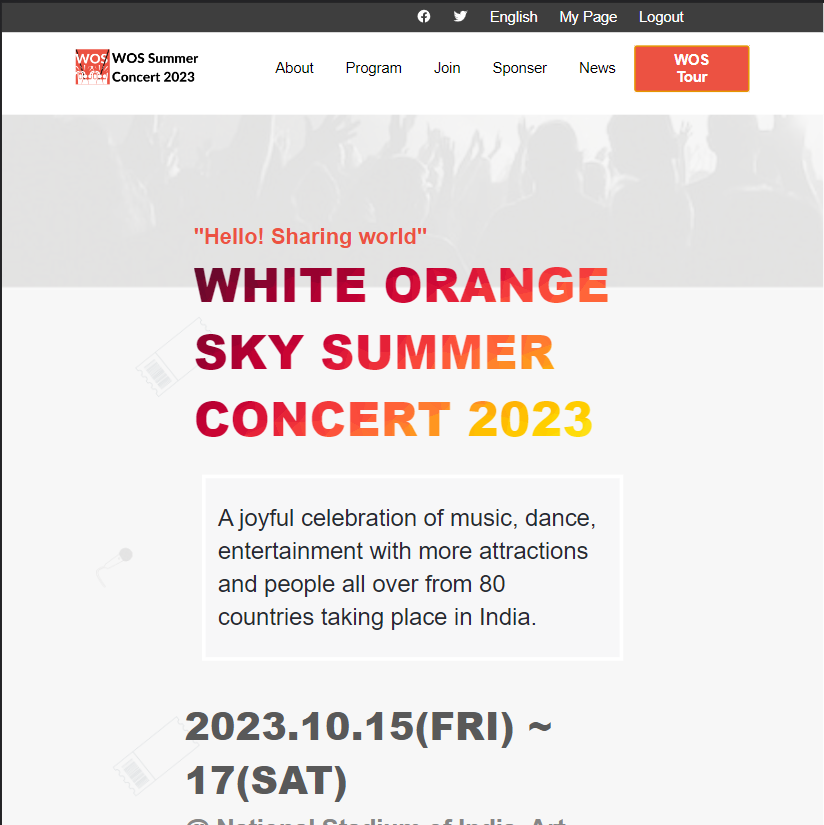 English My Page Logout
WOS
WOS Summer
Concert 2023
About Program Join Sponser News
WOS
Tour
"Hello! Sharing world"
WHITE ORANGE
SKY SUMMER
CONCERT 2023
A joyful celebration of music, dance,
entertainment with more attractions
and people all over from 80
countries taking place in India.
2023.10.15(FRI) ~
17(SAT)
@ National Stadium of India, Art